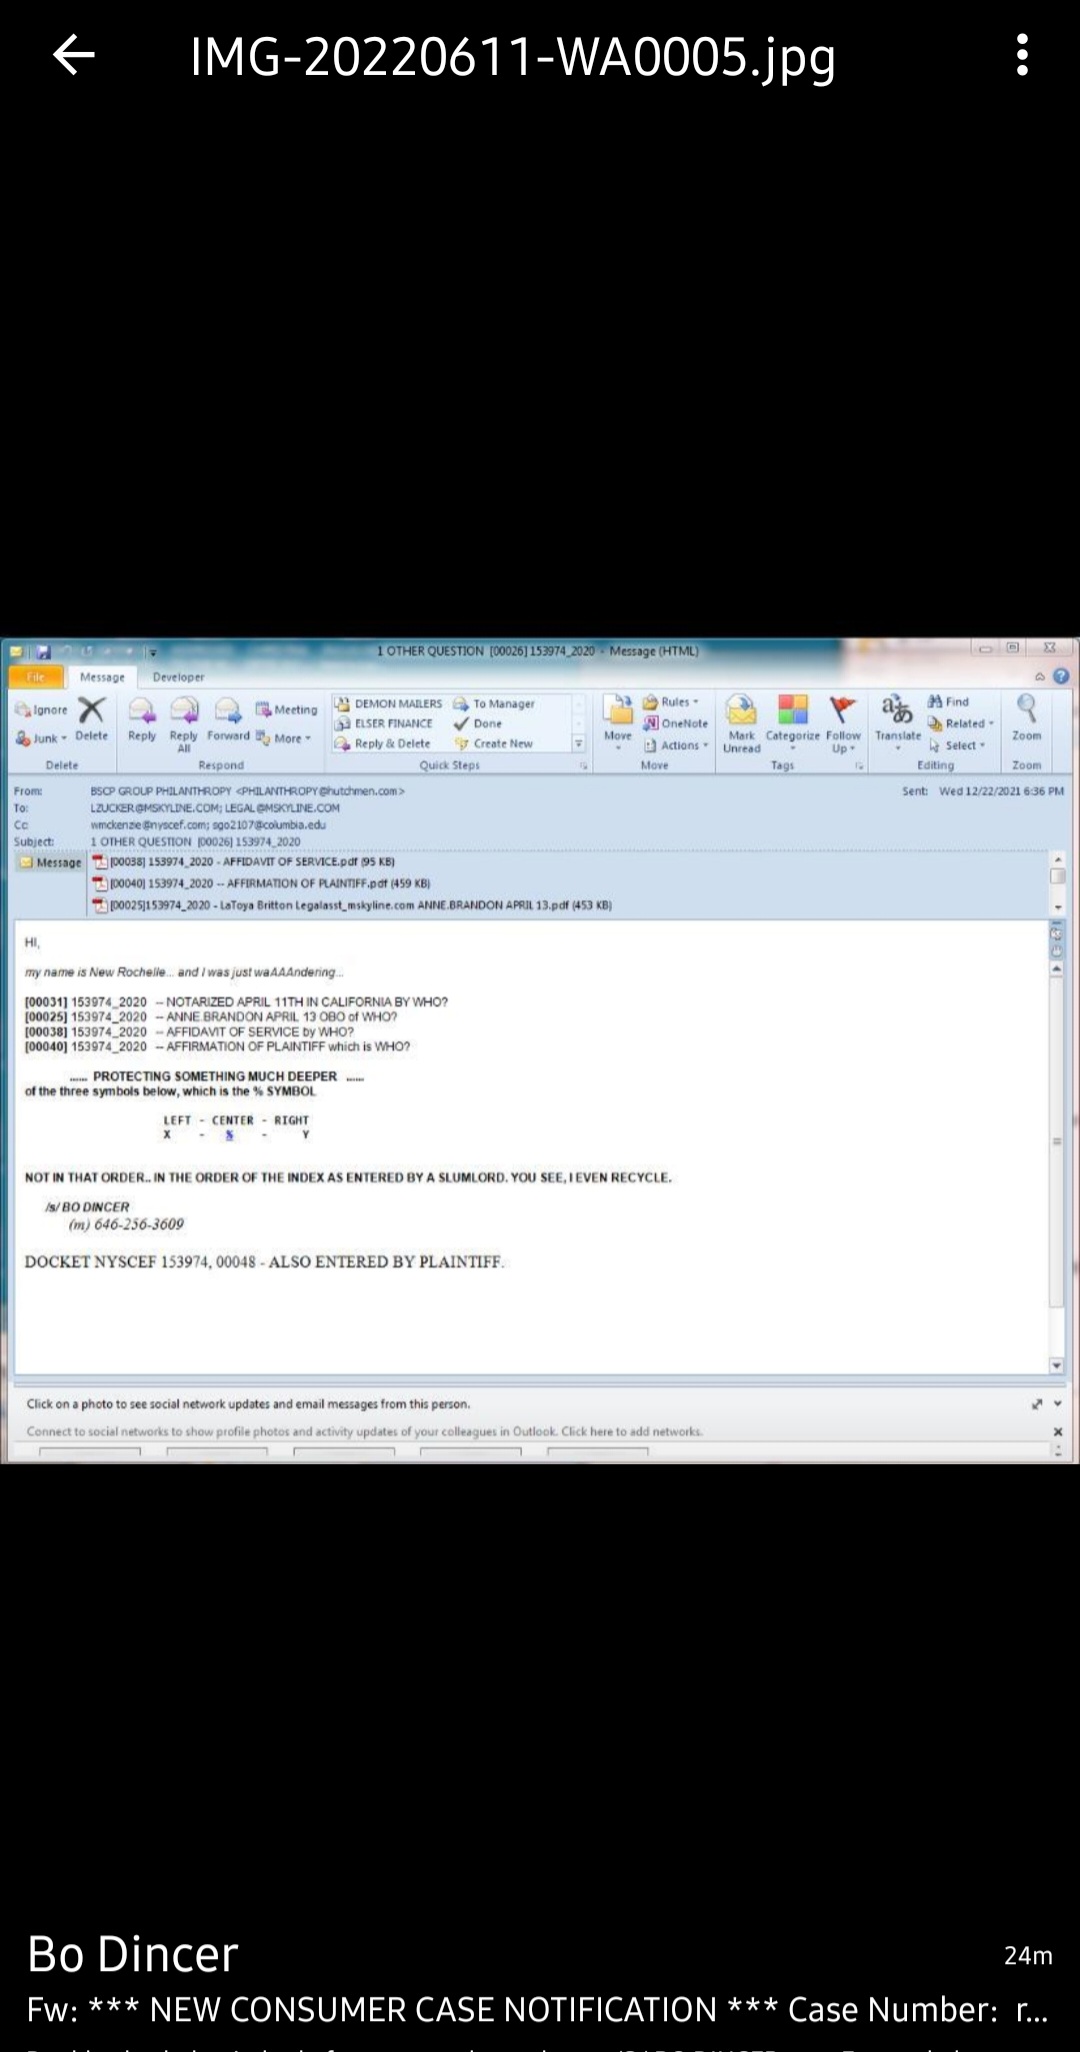 IMG-20220611-WA0005.jpg
1 OTHER QUESTION [00026] 153974_2020 - Message (HTML)
File Message Developer
Ignore Delete Reply Reply All Forward Meeting DEMON MAILERS To Manager Move Rules Mark Unread Categorize Follow Up Translate Find Zoom
Junk More ELSER FINANCE Done OneNote Related
Reply & Delete Create New Actions Select
Delete Respond Quick Steps Move Tags Editing Zoom
From: BSCP GROUP PHILANTHROPY <PHILANTHROPY@hutchmen.com> Sent: Wed 12/22/2021 6:36 PM
To: LZUCKER@MSKYLINE.COM; LEGAL@MSKYLINE.COM
Cc: wmckenzie@nyscef.com; sgo2107@columbia.edu
Subject: 1 OTHER QUESTION [00026] 153974_2020
Message [00038] 153974_2020 - AFFIDAVIT OF SERVICE.pdf (95 KB)
[00040] 153974_2020 -- AFFIRMATION OF PLAINTIFF.pdf (459 KB)
[00025]153974_2020 - LaToya Britton Legalasst_mskyline.com ANNE.BRANDON APRIL 13.pdf (453 KB)
HI,
my name is New Rochelle... and I was just waAAAndering...
[00031] 153974_2020 -- NOTARIZED APRIL 11TH IN CALIFORNIA BY WHO?
[00025] 153974_2020 -- ANNE.BRANDON APRIL 13 OBO of WHO?
[00038] 153974_2020 -- AFFIDAVIT OF SERVICE by WHO?
[00040] 153974_2020 -- AFFIRMATION OF PLAINTIFF which is WHO?
...... PROTECTING SOMETHING MUCH DEEPER ......
of the three symbols below, which is the % SYMBOL
LEFT - CENTER - RIGHT
X - % - Y
NOT IN THAT ORDER.. IN THE ORDER OF THE INDEX AS ENTERED BY A SLUMLORD. YOU SEE, I EVEN RECYCLE.
/s/ BO DINCER
(m) 646-256-3609
DOCKET NYSCEF 153974, 00048 - ALSO ENTERED BY PLAINTIFF.
Click on a photo to see social network updates and email messages from this person.
Connect to social networks to show profile photos and activity updates of your colleagues in Outlook. Click here to add networks.
Bo Dincer 24m
Fw: *** NEW CONSUMER CASE NOTIFICATION *** Case Number: r...